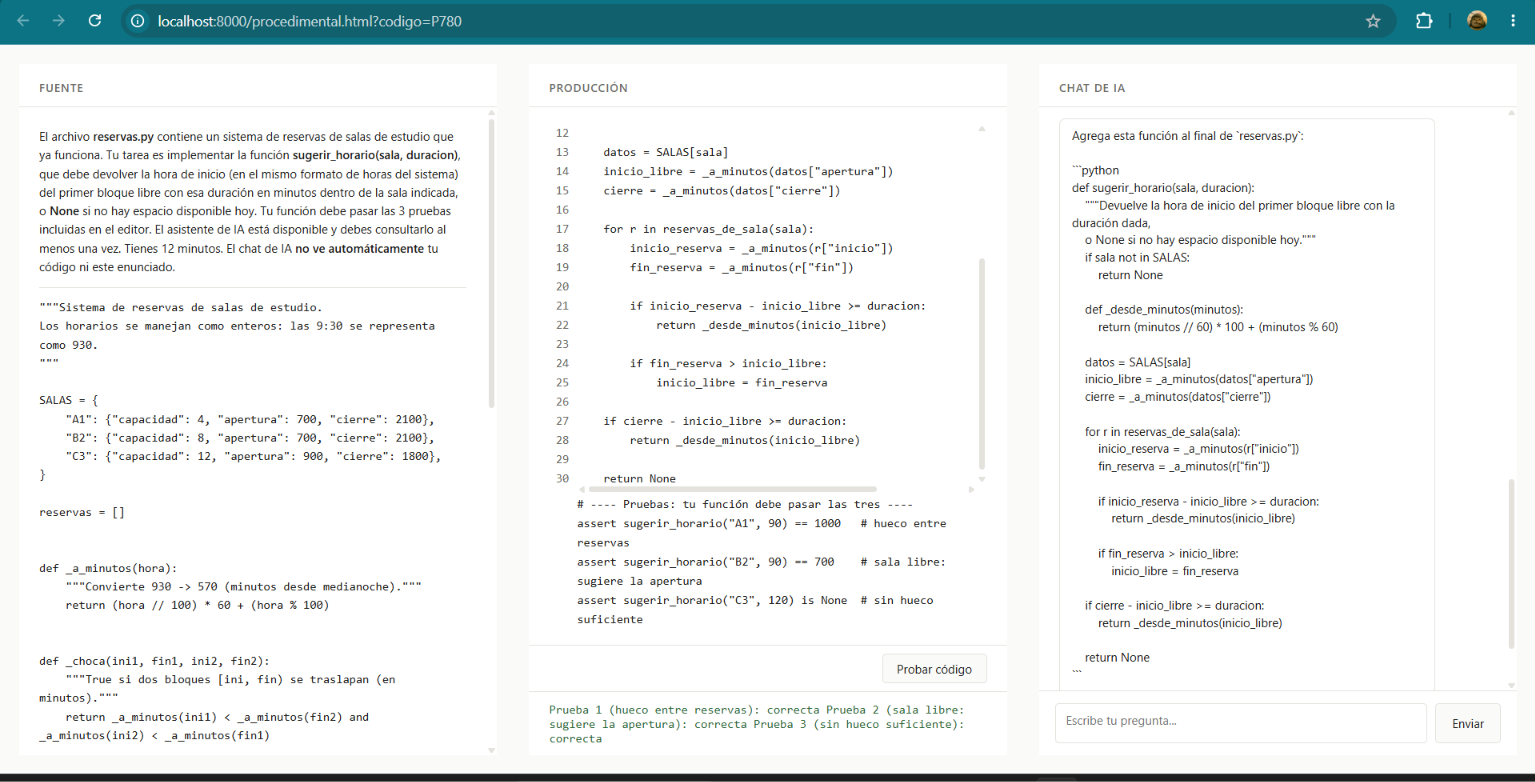 localhost:8000/procedimental.html?codigo=P780
FUENTE
El archivo reservas.py contiene un sistema de reservas de salas de estudio que
ya funciona. Tu tarea es implementar la función sugerir_horario(sala, duracion),
que debe devolver la hora de inicio (en el mismo formato de horas del sistema)
del primer bloque libre con esa duración en minutos dentro de la sala indicada,
o None si no hay espacio disponible hoy. Tu función debe pasar las 3 pruebas
incluidas en el editor. El asistente de IA está disponible y debes consultarlo al
menos una vez. Tienes 12 minutos. El chat de IA no ve automáticamente tu
código ni este enunciado.
"""Sistema de reservas de salas de estudio.
Los horarios se manejan como enteros: las 9:30 se representa
como 930.
"""
SALAS = {
    "A1": {"capacidad": 4, "apertura": 700, "cierre": 2100},
    "B2": {"capacidad": 8, "apertura": 700, "cierre": 2100},
    "C3": {"capacidad": 12, "apertura": 900, "cierre": 1800},
}
reservas = []
def _a_minutos(hora):
    """Convierte 930 -> 570 (minutos desde medianoche)."""
    return (hora // 100) * 60 + (hora % 100)
def _choca(ini1, fin1, ini2, fin2):
    """True si dos bloques [ini, fin) se traslapan (en
minutos)."""
    return _a_minutos(ini1) < _a_minutos(fin2) and
_a_minutos(ini2) < _a_minutos(fin1)
PRODUCCIÓN
12
13    datos = SALAS[sala]
14    inicio_libre = _a_minutos(datos["apertura"])
15    cierre = _a_minutos(datos["cierre"])
16
17    for r in reservas_de_sala(sala):
18        inicio_reserva = _a_minutos(r["inicio"])
19        fin_reserva = _a_minutos(r["fin"])
20
21        if inicio_reserva - inicio_libre >= duracion:
22            return _desde_minutos(inicio_libre)
23
24        if fin_reserva > inicio_libre:
25            inicio_libre = fin_reserva
26
27    if cierre - inicio_libre >= duracion:
28        return _desde_minutos(inicio_libre)
29
30    return None
# ---- Pruebas: tu función debe pasar las tres ----
assert sugerir_horario("A1", 90) == 1000   # hueco entre
reservas
assert sugerir_horario("B2", 90) == 700    # sala libre:
sugiere la apertura
assert sugerir_horario("C3", 120) is None  # sin hueco
suficiente
Probar código
Prueba 1 (hueco entre reservas): correcta Prueba 2 (sala libre:
sugiere la apertura): correcta Prueba 3 (sin hueco suficiente):
correcta
CHAT DE IA
Agrega esta función al final de `reservas.py`:
```python
def sugerir_horario(sala, duracion):
    """Devuelve la hora de inicio del primer bloque libre con la
duración dada,
    o None si no hay espacio disponible hoy."""
    if sala not in SALAS:
        return None
    def _desde_minutos(minutos):
        return (minutos // 60) * 100 + (minutos % 60)
    datos = SALAS[sala]
    inicio_libre = _a_minutos(datos["apertura"])
    cierre = _a_minutos(datos["cierre"])
    for r in reservas_de_sala(sala):
        inicio_reserva = _a_minutos(r["inicio"])
        fin_reserva = _a_minutos(r["fin"])
        if inicio_reserva - inicio_libre >= duracion:
            return _desde_minutos(inicio_libre)
        if fin_reserva > inicio_libre:
            inicio_libre = fin_reserva
    if cierre - inicio_libre >= duracion:
        return _desde_minutos(inicio_libre)
    return None
```
Escribe tu pregunta...
Enviar